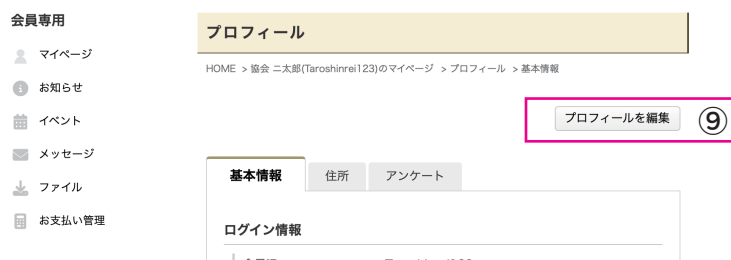 会員専用
マイページ
お知らせ
イベント
メッセージ
ファイル
お支払い管理
プロフィール
HOME > 協会 二太郎(Taroshinrei123)のマイページ > プロフィール > 基本情報
プロフィールを編集 ⑨
基本情報 住所 アンケート
ログイン情報